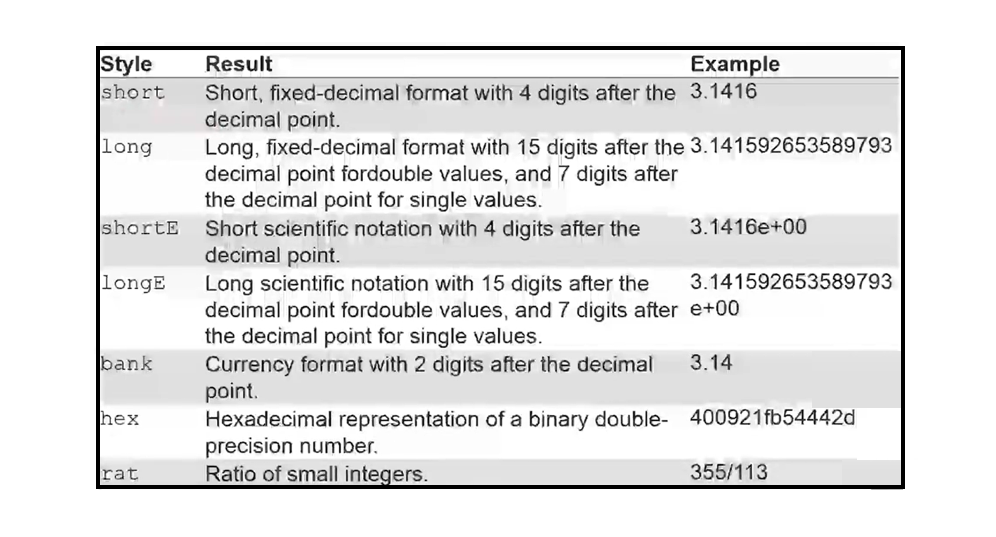 Style Result Example
short Short, fixed-decimal format with 4 digits after the 3.1416
decimal point.
long Long, fixed-decimal format with 15 digits after the 3.141592653589793
decimal point fordouble values, and 7 digits after
the decimal point for single values.
shortE Short scientific notation with 4 digits after the 3.1416e+00
decimal point.
longE Long scientific notation with 15 digits after the 3.141592653589793
decimal point fordouble values, and 7 digits after e+00
the decimal point for single values.
bank Currency format with 2 digits after the decimal 3.14
point.
hex Hexadecimal representation of a binary double- 400921fb54442d
precision number.
rat Ratio of small integers. 355/113